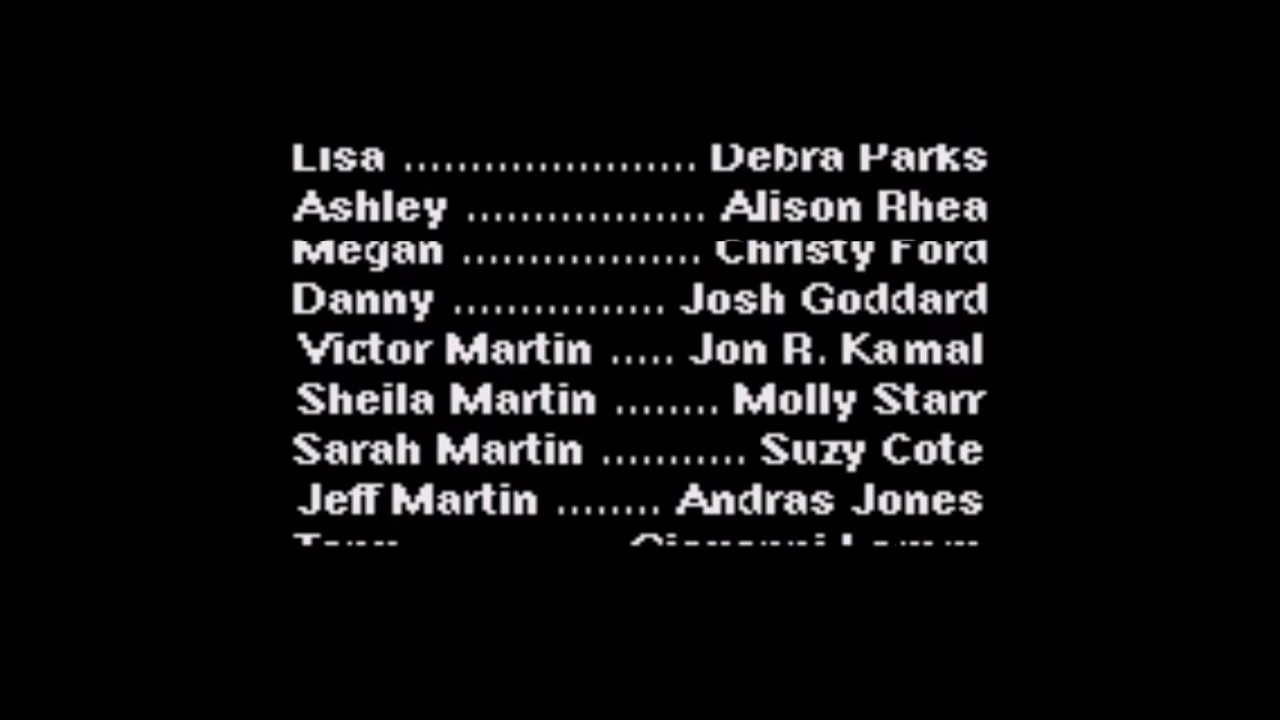 Lisa ...................... Debra Parks
Ashley .................. Alison Rhea
Megan .................. Christy Ford
Danny ................ Josh Goddard
Victor Martin ..... Jon R. Kamal
Sheila Martin ........ Molly Starr
Sarah Martin ........... Suzy Cote
Jeff Martin ........ Andras Jones